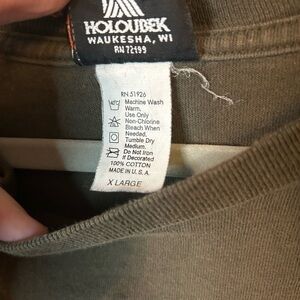 HOLOUBEK
WAUKESHA, WI
RN 72499
RN 51926
Machine Wash
Warm,
Use Only
Non-Chlorine
Bleach When
Needed,
Tumble Dry
Medium.
Do Not Iron
If Decorated
100% COTTON
MADE IN U.S.A.
X LARGE